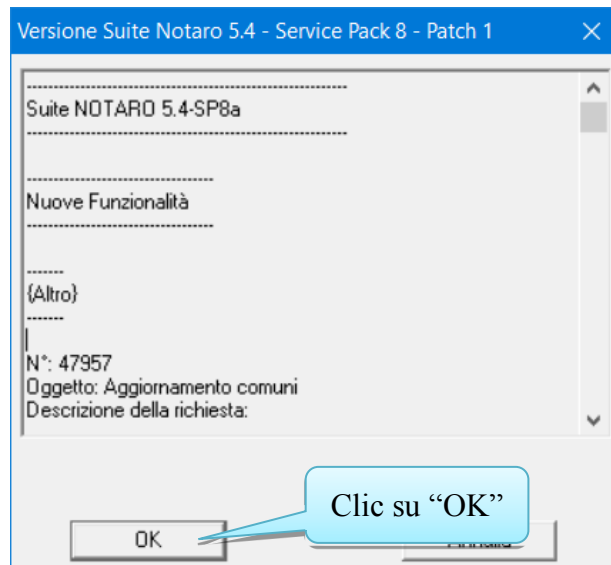 Versione Suite Notaro 5.4 - Service Pack 8 - Patch 1
----------------------------------------------------------------
Suite NOTARO 5.4-SP8a
----------------------------------------------------------------
-------------------------------------
Nuove Funzionalità
-------------------------------------
-------
{Altro}
-------
N°: 47957
Oggetto: Aggiornamento comuni
Descrizione della richiesta:
Clic su “OK”
OK